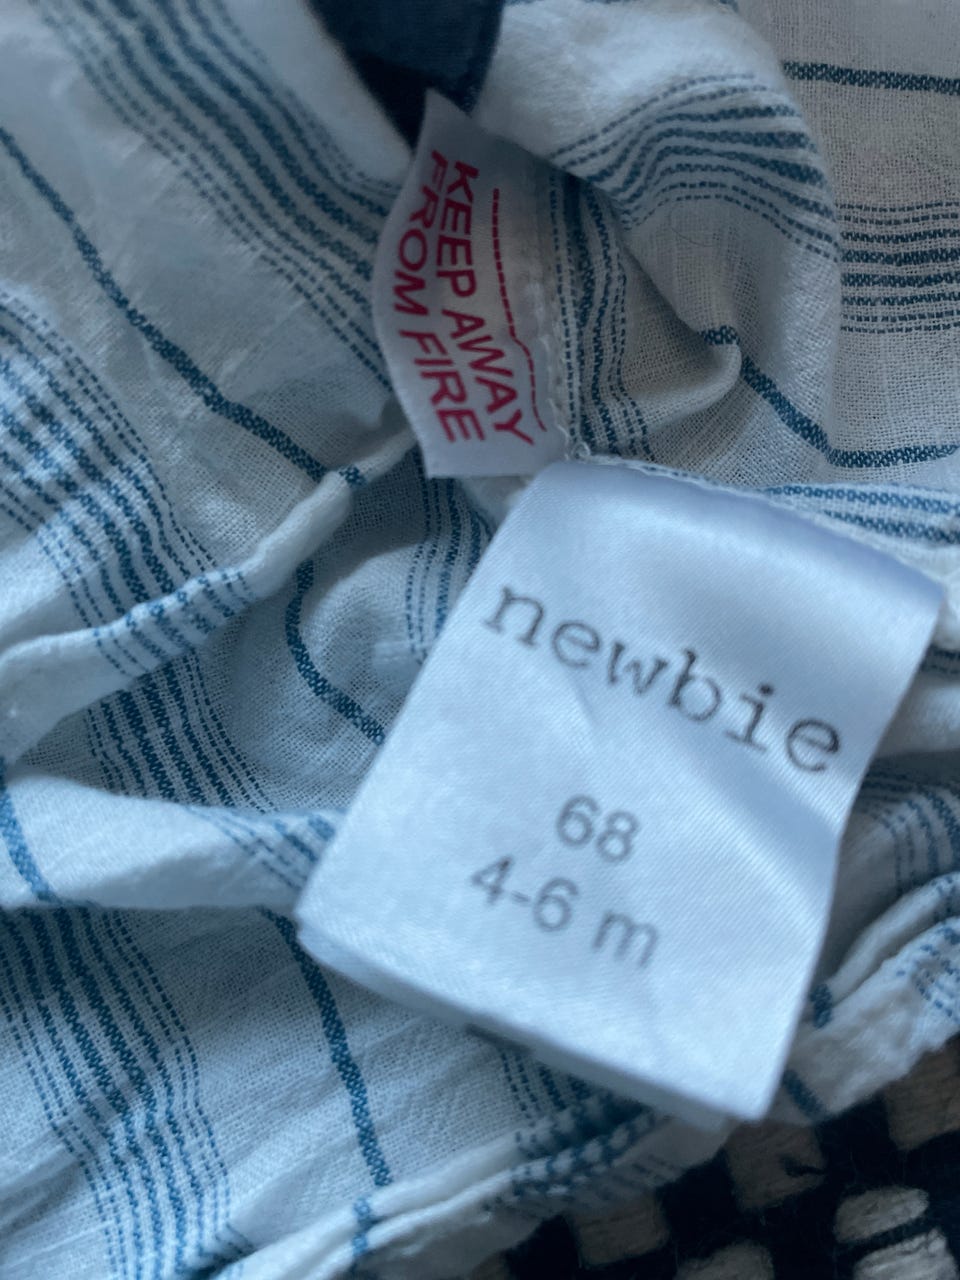 KEEP AWAY
FROM FIRE
newbie
68
4-6 m